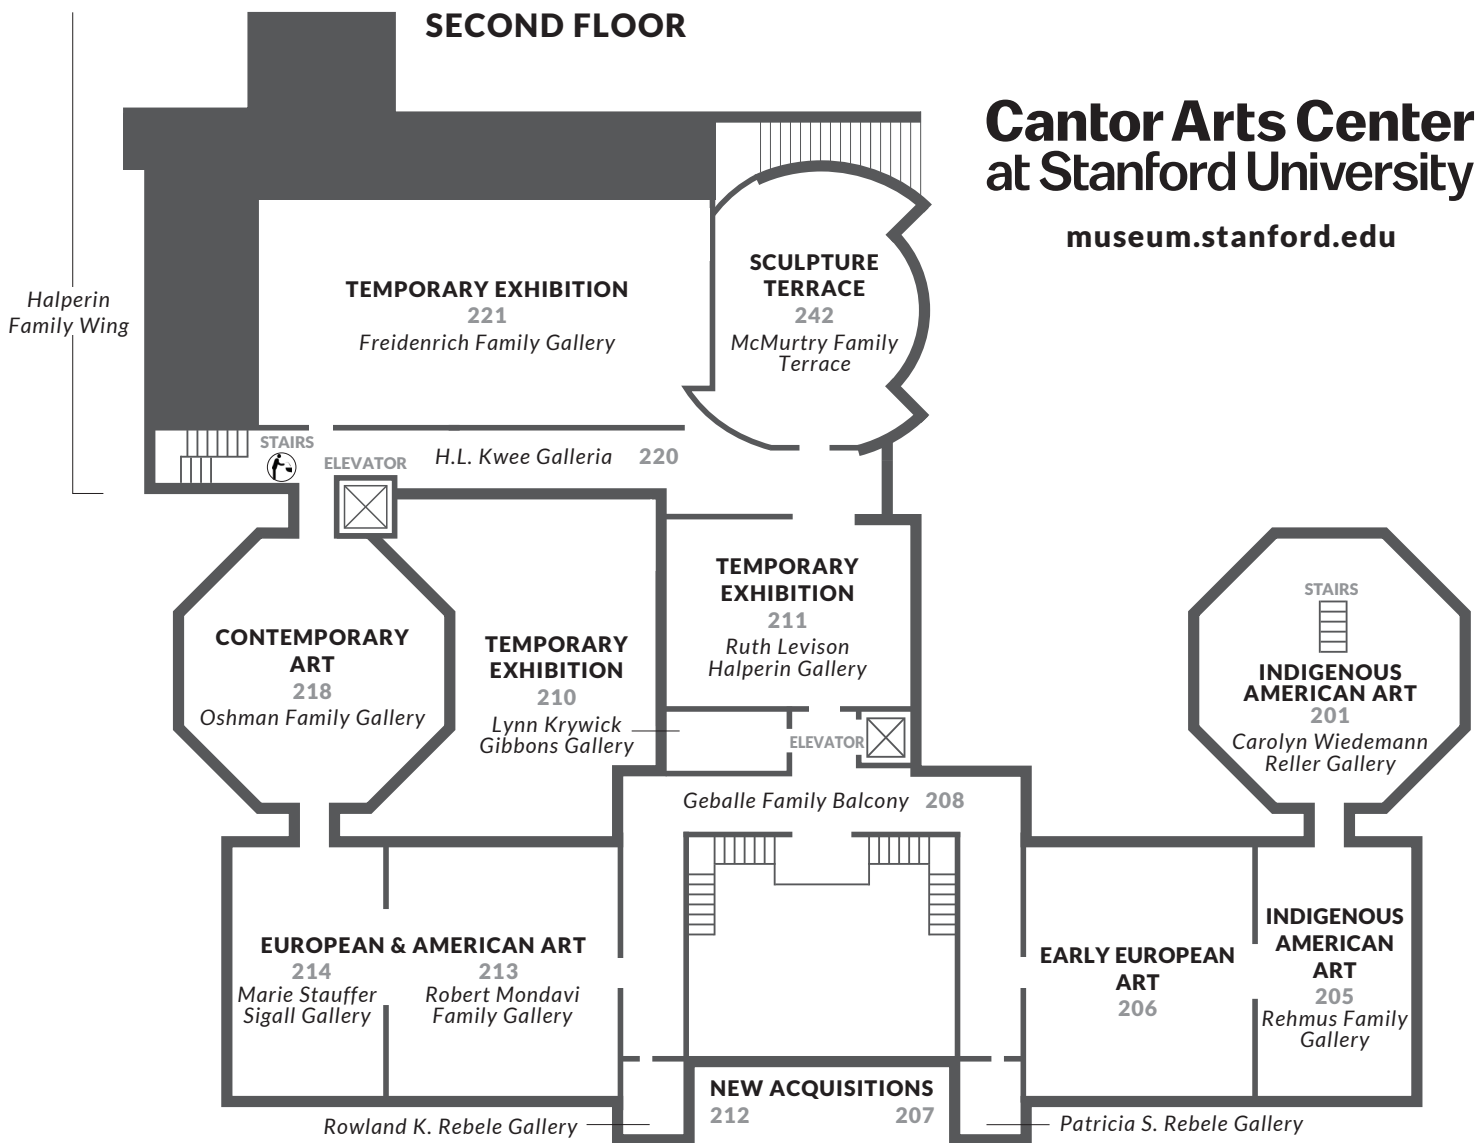 SECOND FLOOR
Cantor Arts Center
at Stanford University
museum.stanford.edu
Halperin
Family Wing
TEMPORARY EXHIBITION
221
Freidenrich Family Gallery
SCULPTURE
TERRACE
242
McMurtry Family
Terrace
STAIRS
ELEVATOR
H.L. Kwee Galleria 220
CONTEMPORARY
ART
218
Oshman Family Gallery
TEMPORARY
EXHIBITION
210
Lynn Krywick
Gibbons Gallery
TEMPORARY
EXHIBITION
211
Ruth Levison
Halperin Gallery
ELEVATOR
STAIRS
INDIGENOUS
AMERICAN ART
201
Carolyn Wiedemann
Reller Gallery
Geballe Family Balcony 208
EUROPEAN & AMERICAN ART
214
Marie Stauffer
Sigall Gallery
213
Robert Mondavi
Family Gallery
EARLY EUROPEAN
ART
206
INDIGENOUS
AMERICAN
ART
205
Rehmus Family
Gallery
NEW ACQUISITIONS
212 207
Rowland K. Rebele Gallery
Patricia S. Rebele Gallery